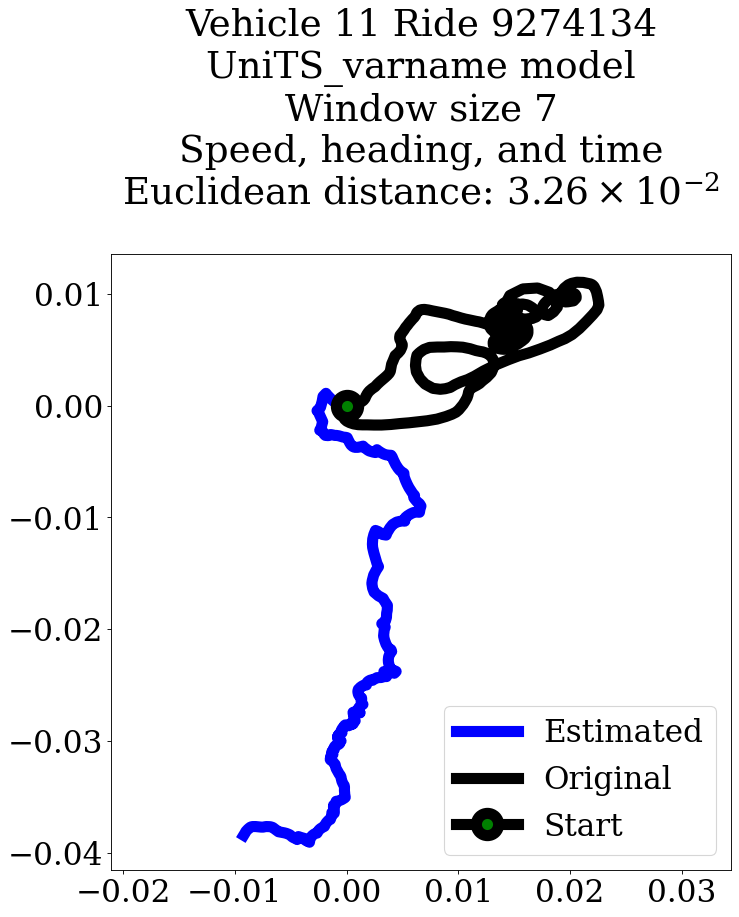 Vehicle 11 Ride 9274134
UniTS_varname model
Window size 7
Speed, heading, and time
Euclidean distance: 3.26 × 10⁻²
0.01
0.00
−0.01
−0.02
−0.03
−0.04
Estimated
Original
Start
−0.02 −0.01 0.00 0.01 0.02 0.03